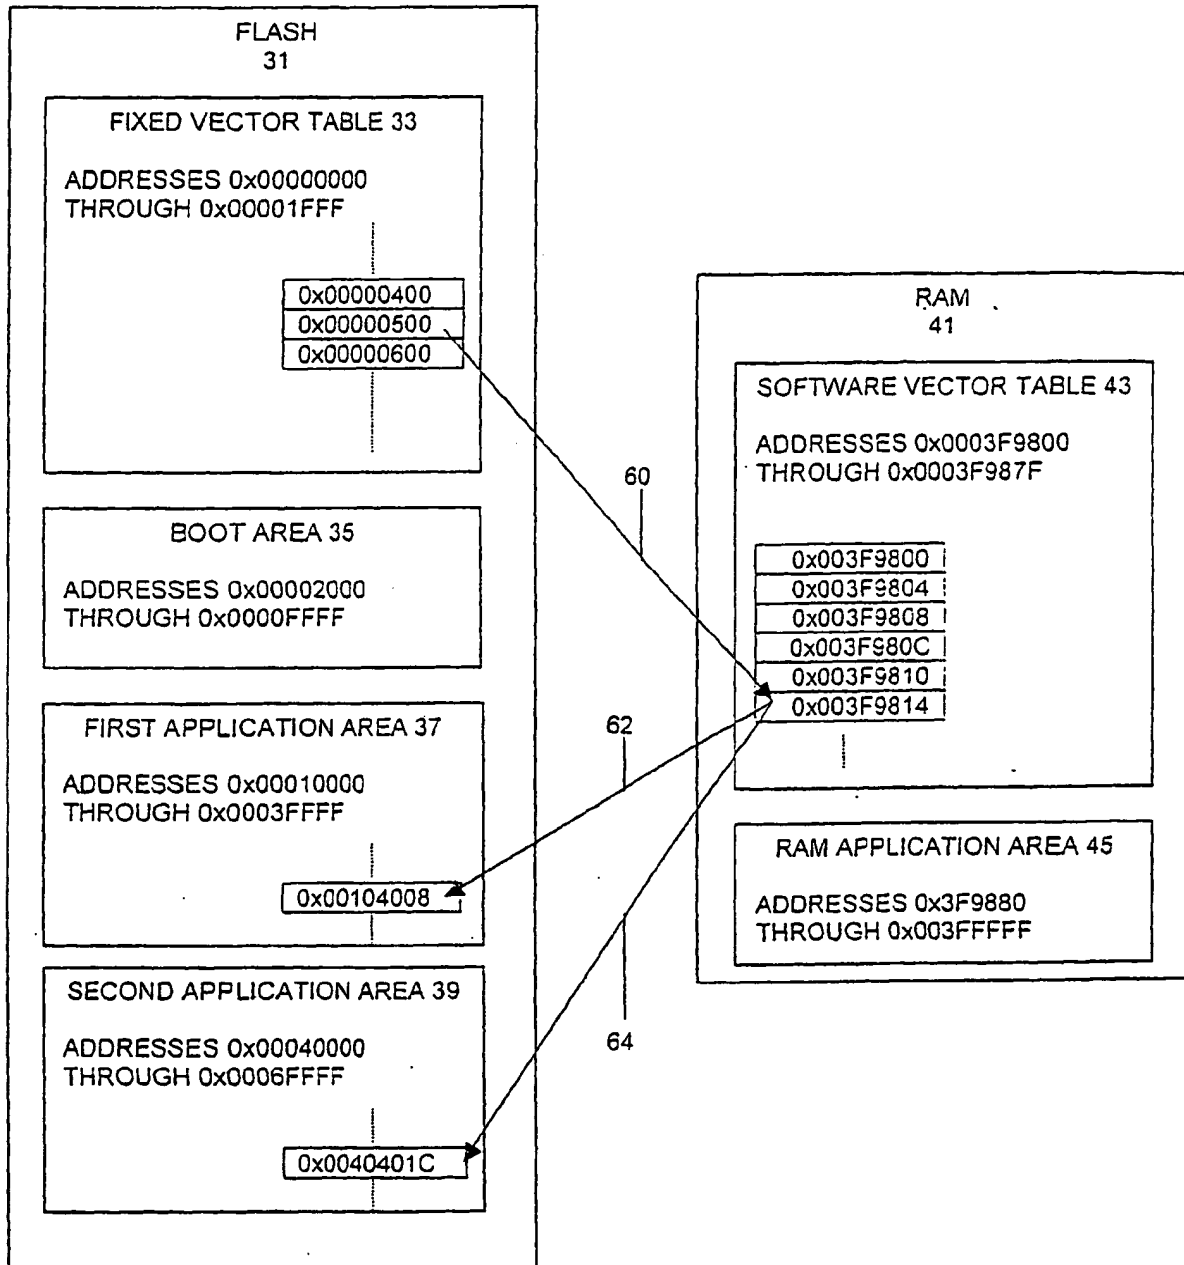 FLASH
31
FIXED VECTOR TABLE 33
ADDRESSES 0x00000000
THROUGH 0x00001FFF
0x00000400
0x00000500
0x00000600
BOOT AREA 35
ADDRESSES 0x00002000
THROUGH 0x0000FFFF
FIRST APPLICATION AREA 37
ADDRESSES 0x00010000
THROUGH 0x0003FFFF
0x00104008
SECOND APPLICATION AREA 39
ADDRESSES 0x00040000
THROUGH 0x0006FFFF
0x0040401C
60
62
64
RAM
41
SOFTWARE VECTOR TABLE 43
ADDRESSES 0x0003F9800
THROUGH 0x0003F987F
0x003F9800
0x003F9804
0x003F9808
0x003F980C
0x003F9810
0x003F9814
RAM APPLICATION AREA 45
ADDRESSES 0x3F9880
THROUGH 0x003FFFFF